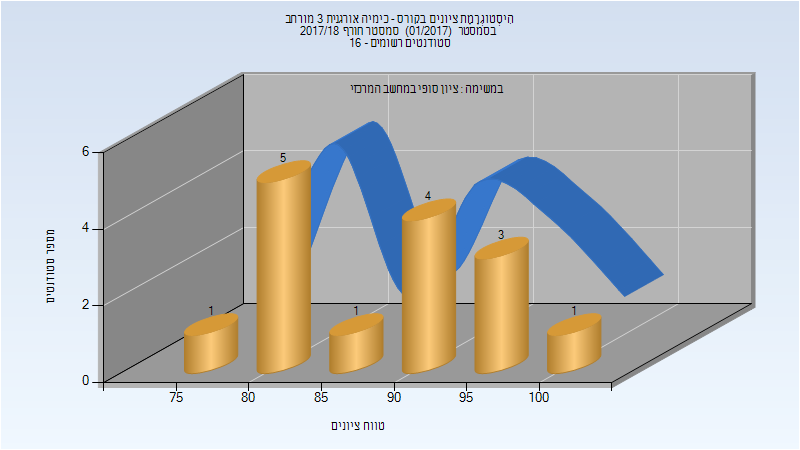 היסטוגרמת ציונים בקורס - כימיה אורגנית 3 מורחב
בסמסטר (01/2017) סמסטר חורף 2017/18
סטודנטים רשומים - 16
במשימה : ציון סופי במחשב המרכזי
מספר סטודנטים
6
4
2
0
1
5
1
4
3
1
75
80
85
90
95
100
טווח ציונים